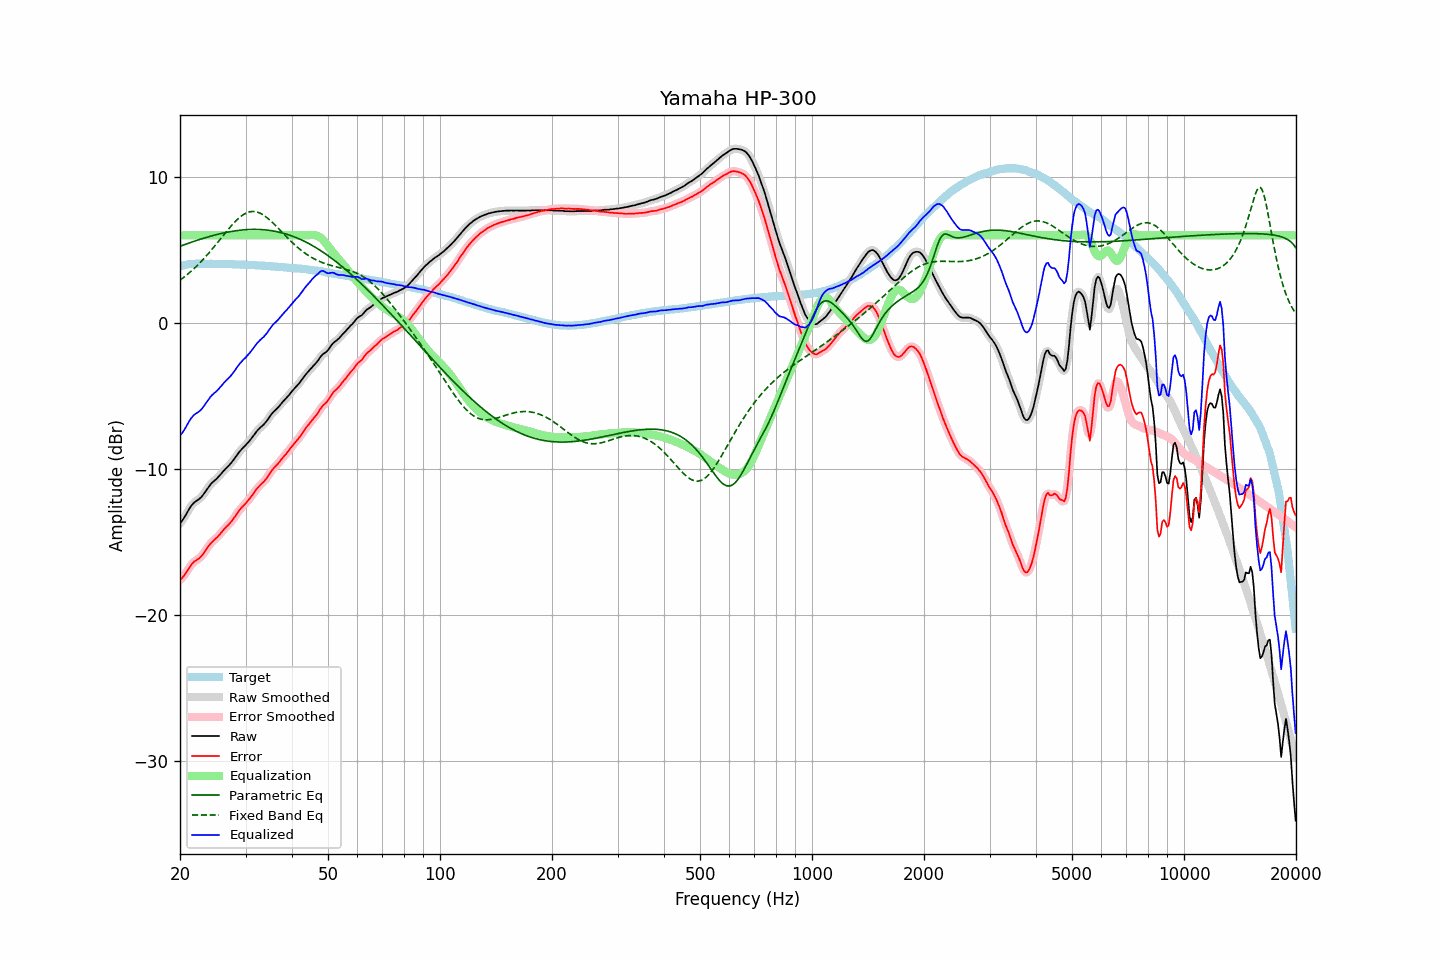 Yamaha HP-300
Amplitude (dBr)
10
0
−10
−20
−30
Target
Raw Smoothed
Error Smoothed
Raw
Error
Equalization
Parametric Eq
Fixed Band Eq
Equalized
20 50 100 200 500 1000 2000 5000 10000 20000
Frequency (Hz)